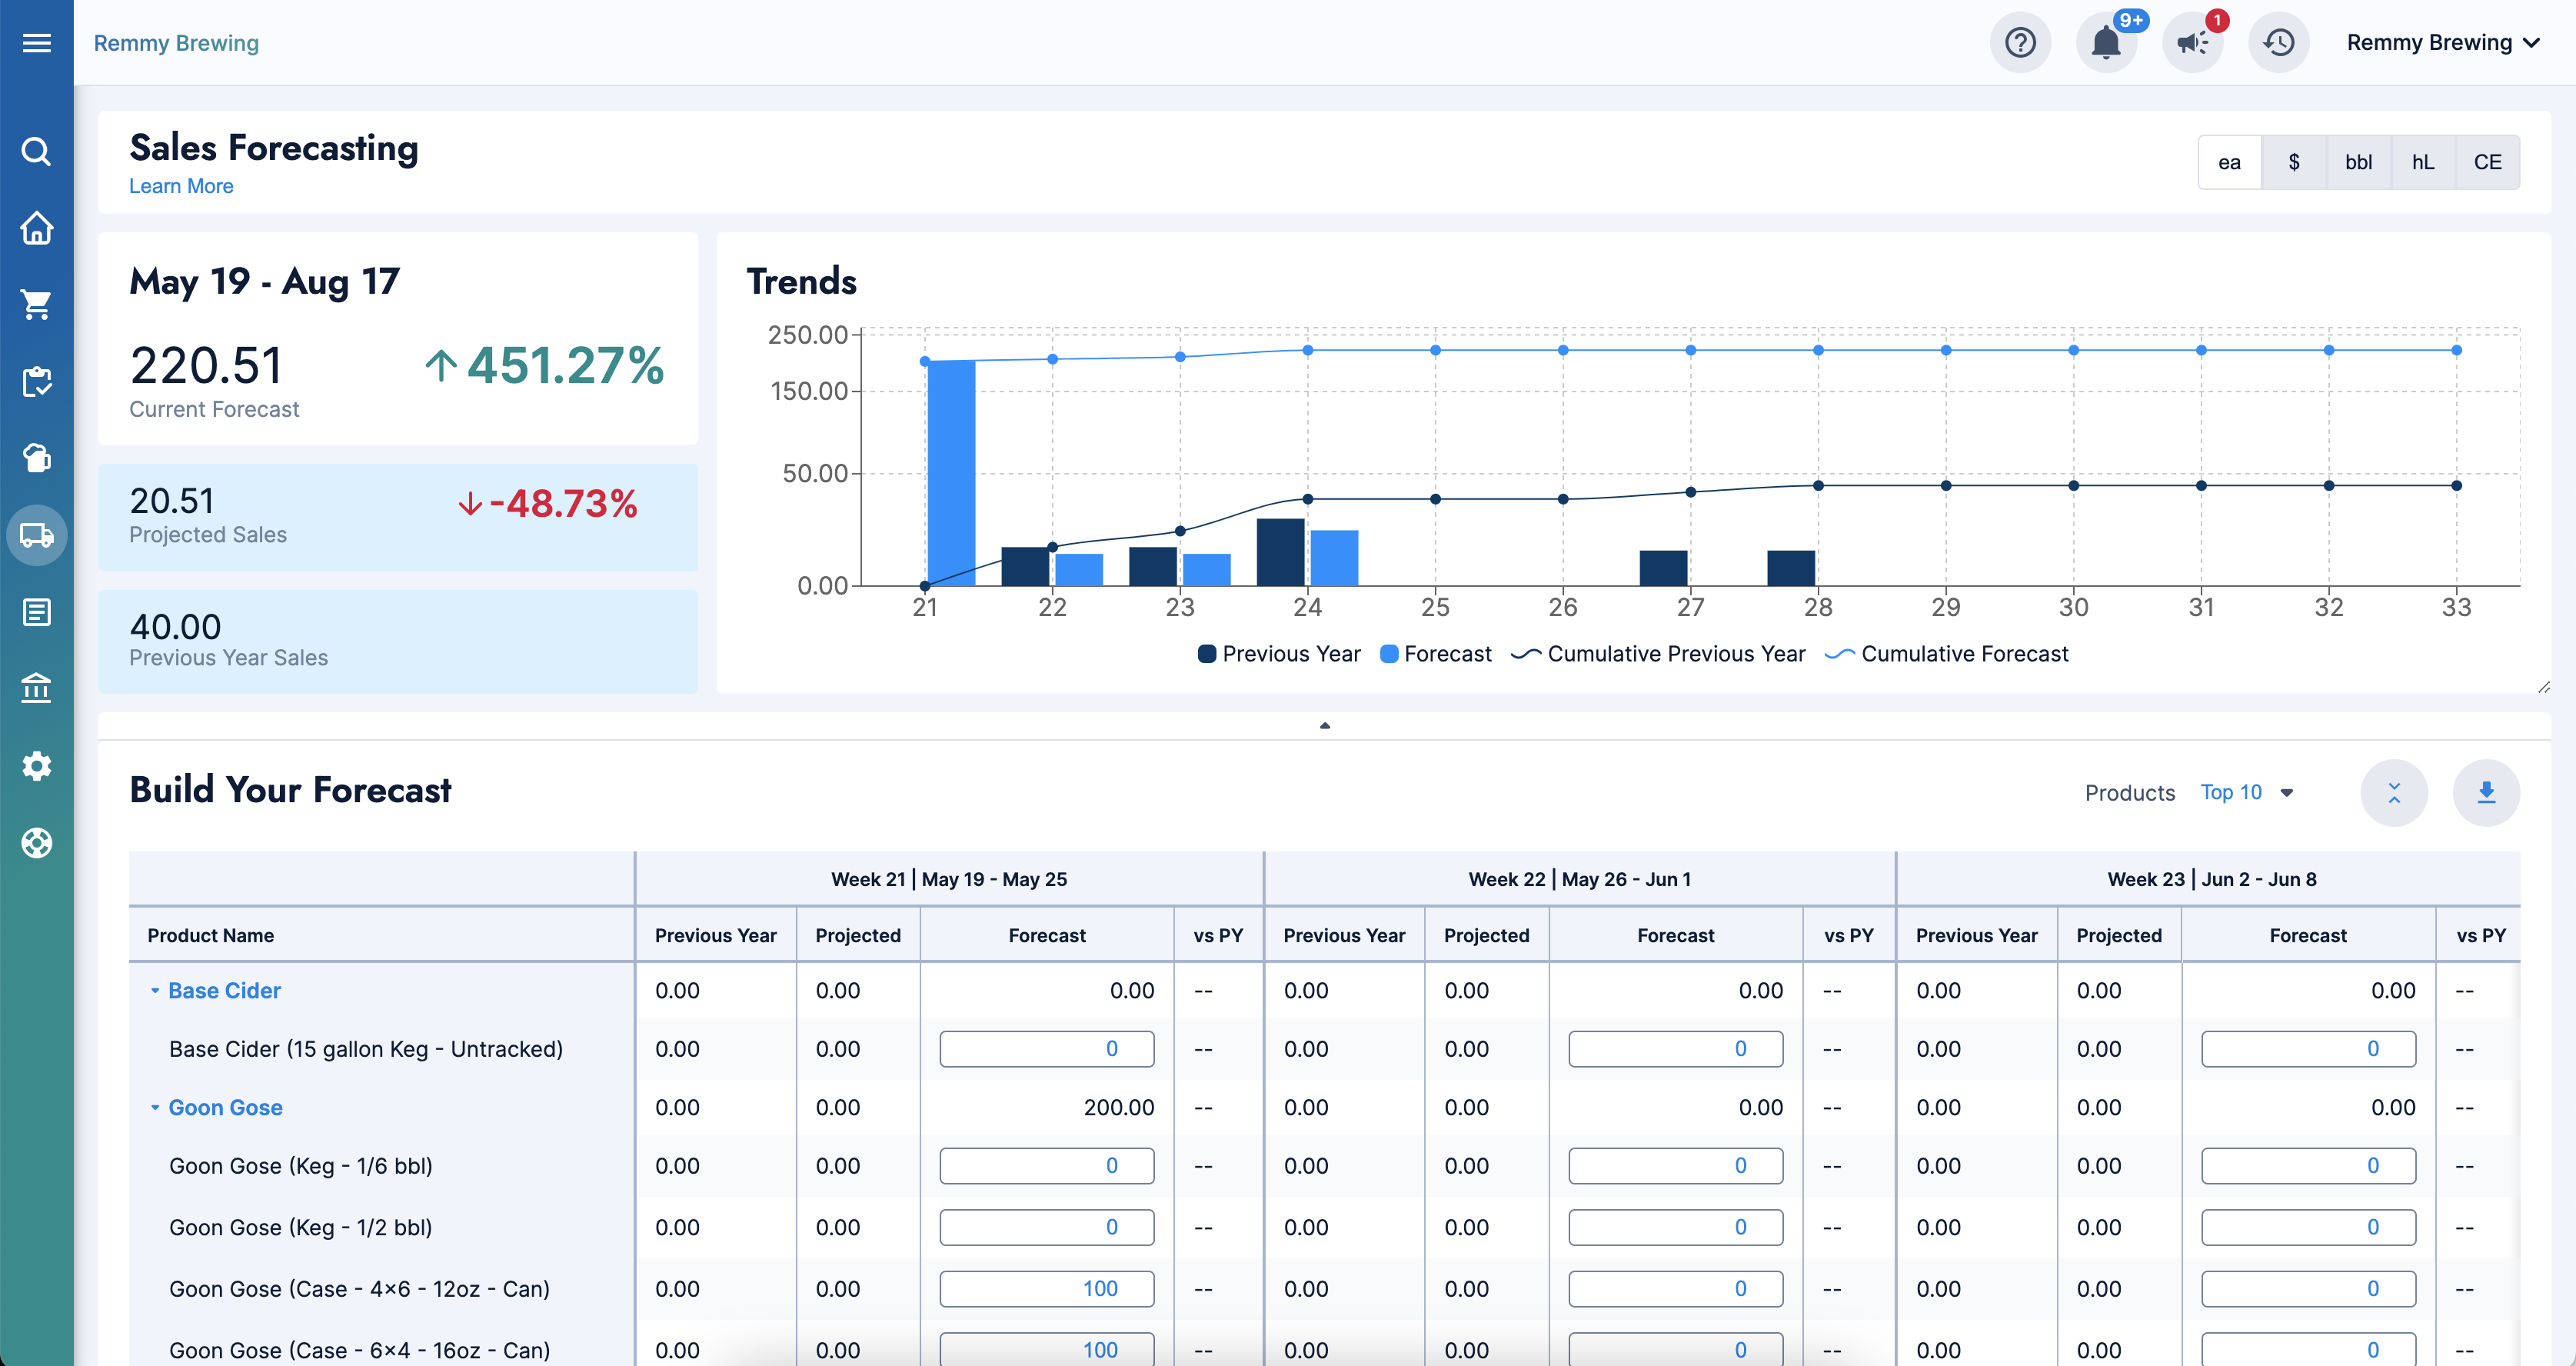 Remmy Brewing
9+
1
Remmy Brewing
Sales Forecasting
Learn More
ea $ bbl hL CE
May 19 - Aug 17
220.51
Current Forecast
↑ 451.27%
20.51
Projected Sales
↓ -48.73%
40.00
Previous Year Sales
Trends
250.00
150.00
50.00
0.00
21 22 23 24 25 26 27 28 29 30 31 32 33
Previous Year Forecast Cumulative Previous Year Cumulative Forecast
Build Your Forecast
Products Top 10
Week 21 | May 19 - May 25 Week 22 | May 26 - Jun 1 Week 23 | Jun 2 - Jun 8
Product Name Previous Year Projected Forecast vs PY Previous Year Projected Forecast vs PY Previous Year Projected Forecast vs PY
Base Cider 0.00 0.00 0.00 -- 0.00 0.00 0.00 -- 0.00 0.00 0.00 --
Base Cider (15 gallon Keg - Untracked) 0.00 0.00 0 -- 0.00 0.00 0 -- 0.00 0.00 0 --
Goon Gose 0.00 0.00 200.00 -- 0.00 0.00 0.00 -- 0.00 0.00 0.00 --
Goon Gose (Keg - 1/6 bbl) 0.00 0.00 0 -- 0.00 0.00 0 -- 0.00 0.00 0 --
Goon Gose (Keg - 1/2 bbl) 0.00 0.00 0 -- 0.00 0.00 0 -- 0.00 0.00 0 --
Goon Gose (Case - 4×6 - 12oz - Can) 0.00 0.00 100 -- 0.00 0.00 0 -- 0.00 0.00 0 --
Goon Gose (Case - 6×4 - 16oz - Can) 0.00 0.00 100 -- 0.00 0.00 0 -- 0.00 0.00 0 --